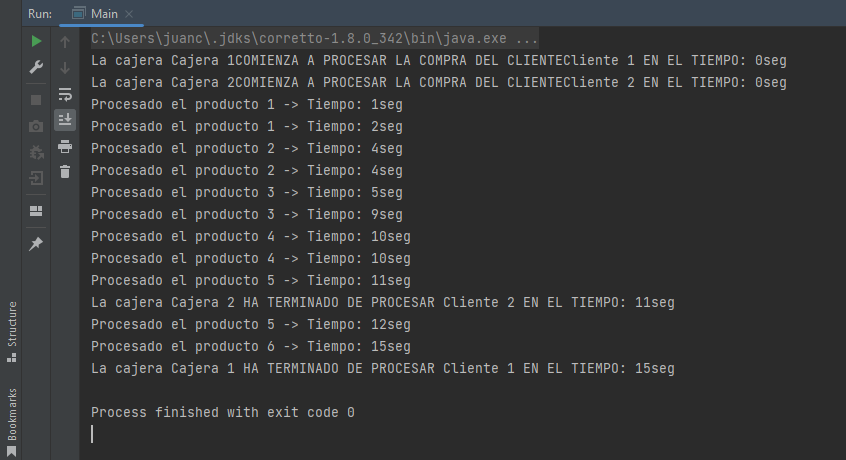 Run:
Main
C:\Users\juanc\.jdks\corretto-1.8.0_342\bin\java.exe ...
La cajera Cajera 1COMIENZA A PROCESAR LA COMPRA DEL CLIENTECliente 1 EN EL TIEMPO: 0seg
La cajera Cajera 2COMIENZA A PROCESAR LA COMPRA DEL CLIENTECliente 2 EN EL TIEMPO: 0seg
Procesado el producto 1 -> Tiempo: 1seg
Procesado el producto 1 -> Tiempo: 2seg
Procesado el producto 2 -> Tiempo: 4seg
Procesado el producto 2 -> Tiempo: 4seg
Procesado el producto 3 -> Tiempo: 5seg
Procesado el producto 3 -> Tiempo: 9seg
Procesado el producto 4 -> Tiempo: 10seg
Procesado el producto 4 -> Tiempo: 10seg
Procesado el producto 5 -> Tiempo: 11seg
La cajera Cajera 2 HA TERMINADO DE PROCESAR Cliente 2 EN EL TIEMPO: 11seg
Procesado el producto 5 -> Tiempo: 12seg
Procesado el producto 6 -> Tiempo: 15seg
La cajera Cajera 1 HA TERMINADO DE PROCESAR Cliente 1 EN EL TIEMPO: 15seg
Process finished with exit code 0
Structure
Bookmarks